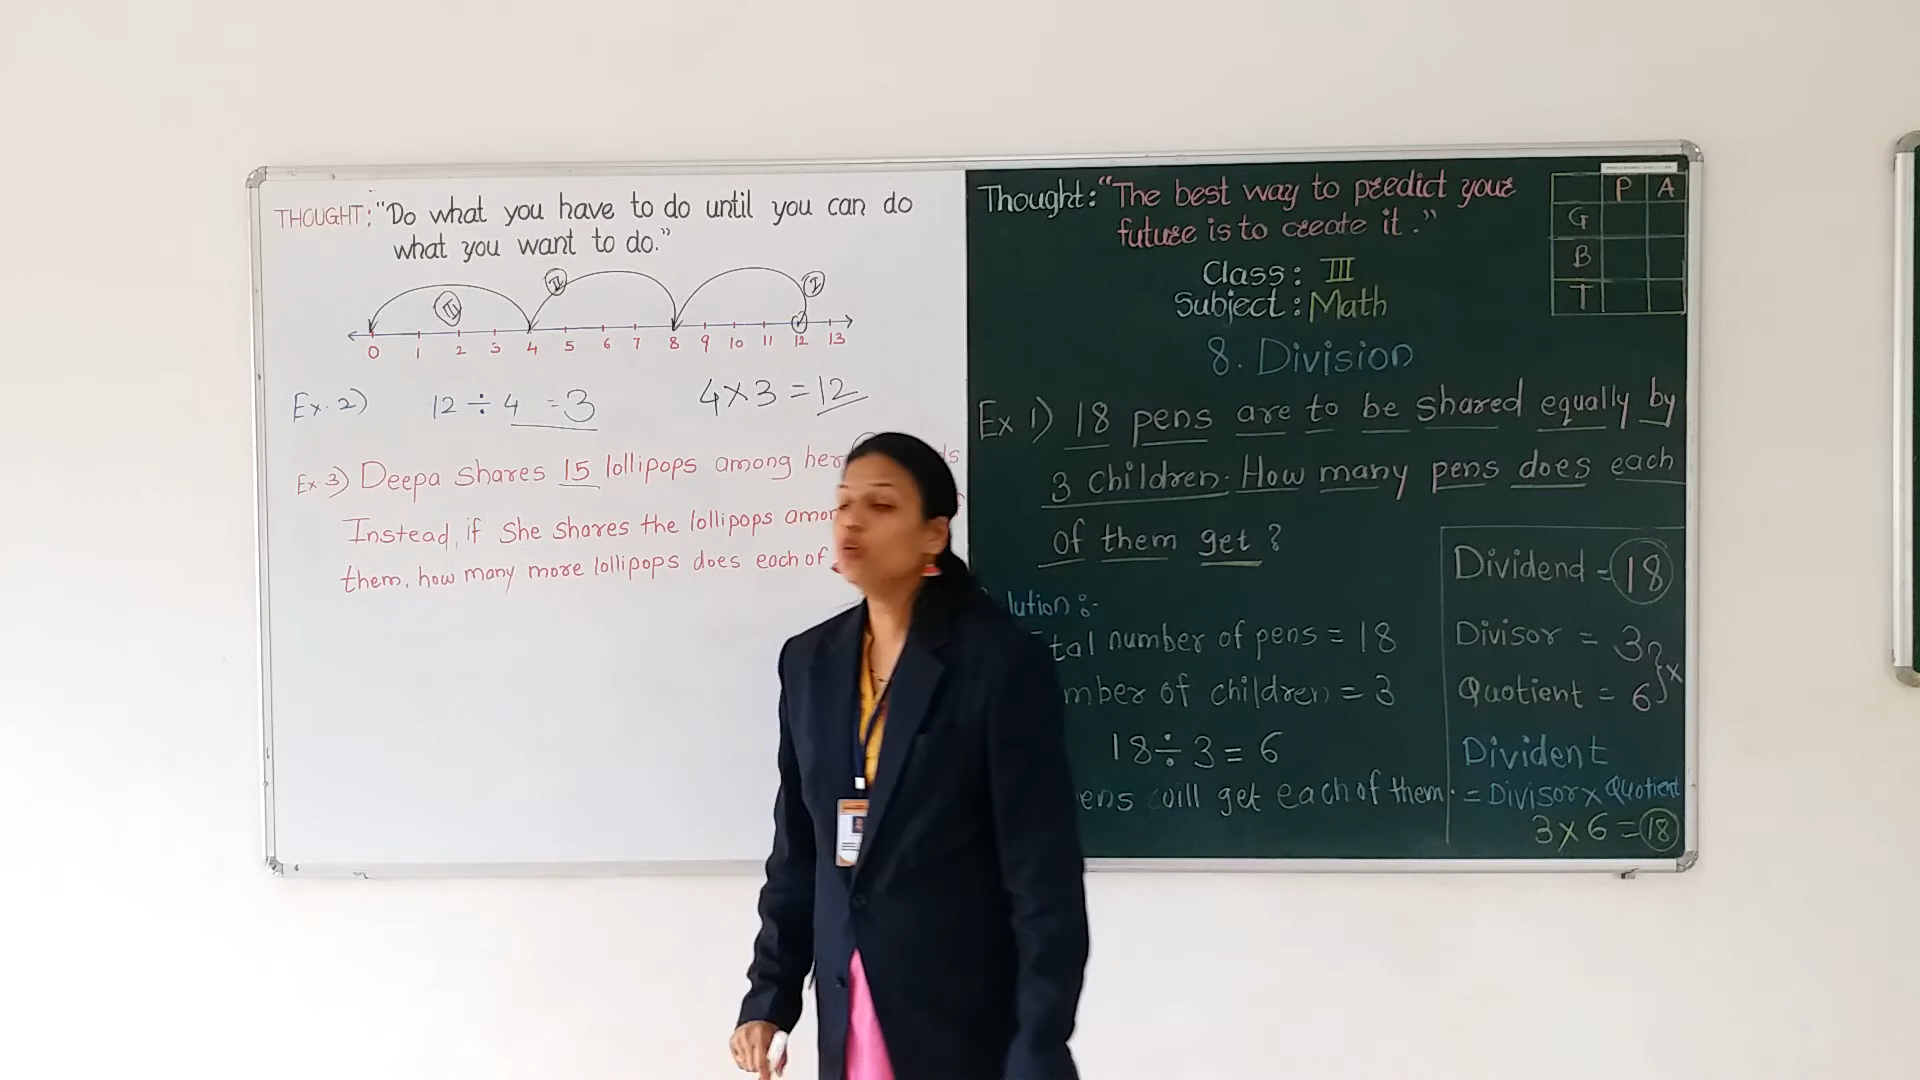 THOUGHT: "Do what you have to do until you can do
what you want to do."
III II I
0 1 2 3 4 5 6 7 8 9 10 11 12 13
Ex. 2) 12 ÷ 4 = 3 4 × 3 = 12
Ex 3) Deepa shares 15 lollipops among her
Instead, if She shares the lollipops
them, how many more lollipops does each of
Thought: "The best way to predict your
future is to create it."
P A
G
B
T
Class: III
Subject: Math
8. Division
Ex 1) 18 pens are to be shared equally by
3 children. How many pens does each
of them get?
number of pens = 18
of children = 3
18 ÷ 3 = 6
will get each of them.
Dividend = 18
Divisor = 3
Quotient = 6 } ×
Divident
= Divisor × Quotient
3 × 6 = 18